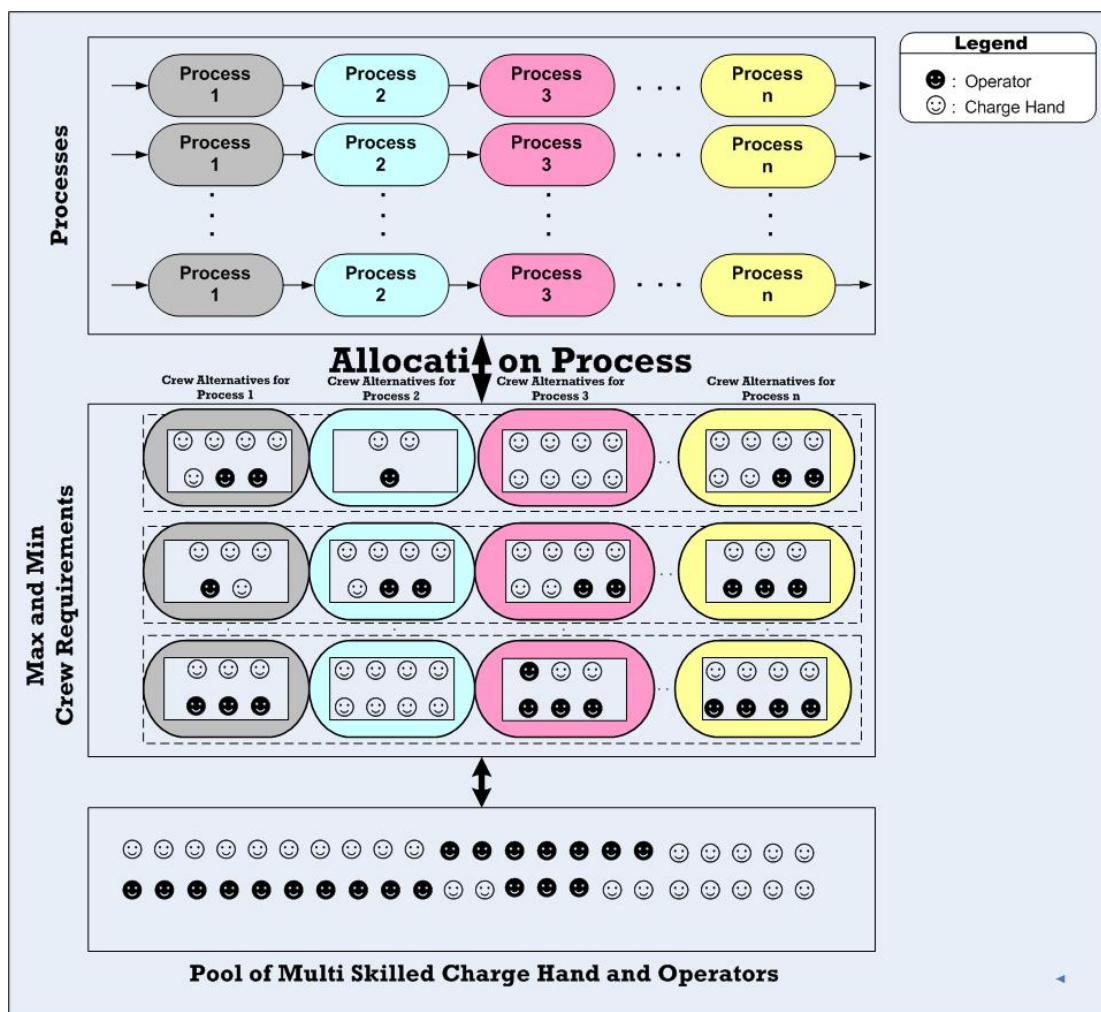 Legend
: Operator
: Charge Hand
Processes
Process
1
Process
2
Process
3
. . .
Process
n
Process
1
Process
2
Process
3
. . .
Process
n
Process
1
Process
2
Process
3
. . .
Process
n
Allocation Process
Crew Alternatives for
Process 1
Crew Alternatives for
Process 2
Crew Alternatives for
Process 3
Crew Alternatives for
Process n
Max and Min
Crew Requirements
Pool of Multi Skilled Charge Hand and Operators